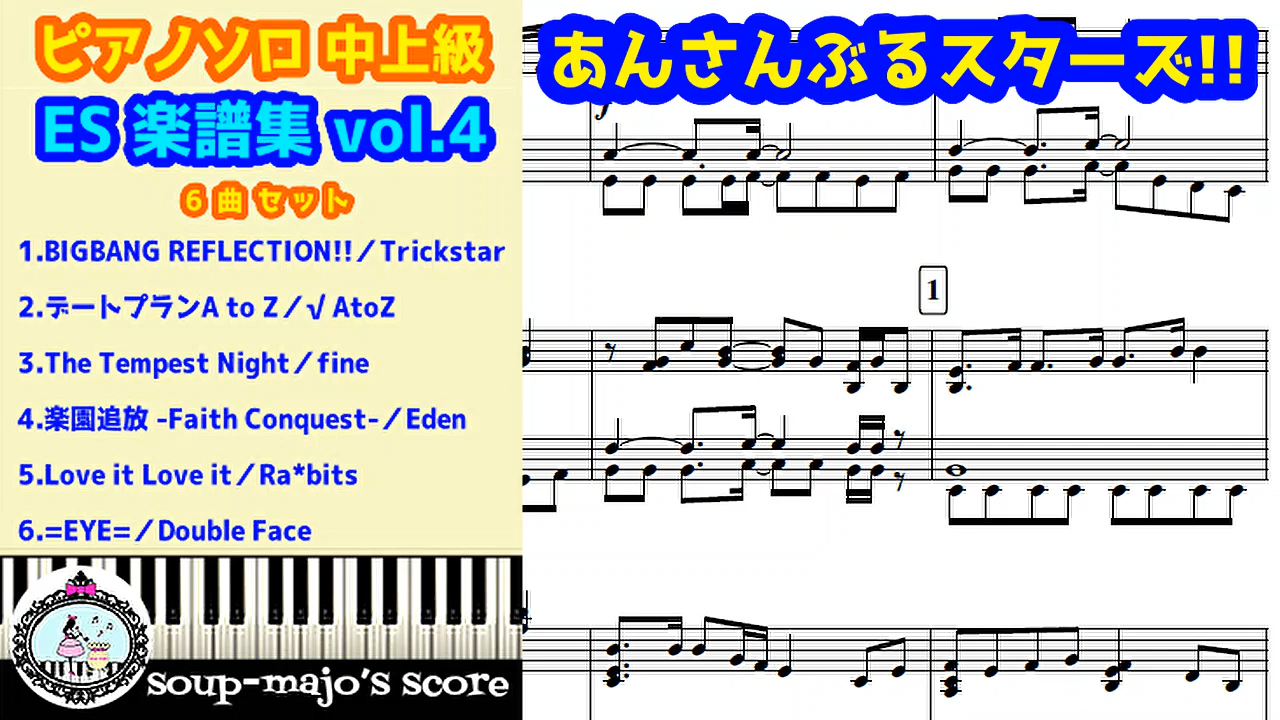 ピアノソロ 中上級
ES 楽譜集 vol.4
6 曲 セット
1.BIGBANG REFLECTION!!／Trickstar
2.デートプランA to Z／√ AtoZ
3.The Tempest Night／fine
4.楽園追放 -Faith Conquest-／Eden
5.Love it Love it／Ra*bits
6.=EYE=／Double Face
soup-majo's score
あんさんぶるスターズ!!
f
1